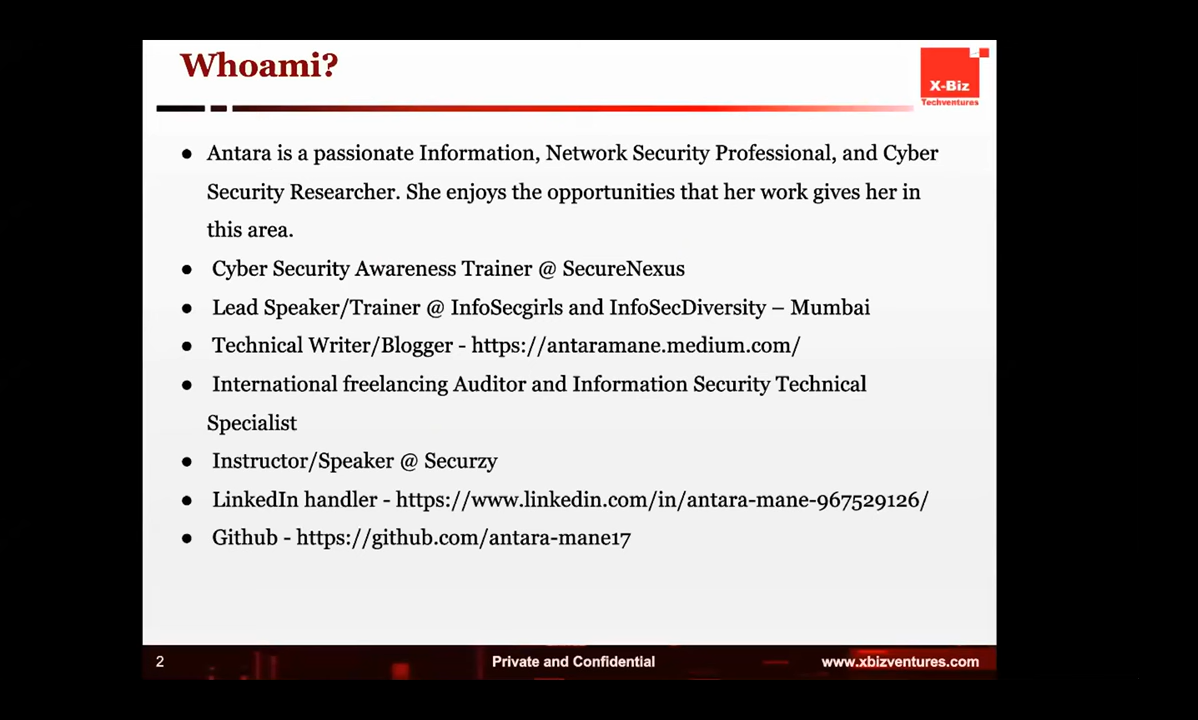 Whoami?
X-Biz
Techventures
● Antara is a passionate Information, Network Security Professional, and Cyber
Security Researcher. She enjoys the opportunities that her work gives her in
this area.
● Cyber Security Awareness Trainer @ SecureNexus
● Lead Speaker/Trainer @ InfoSecgirls and InfoSecDiversity – Mumbai
● Technical Writer/Blogger - https://antaramane.medium.com/
● International freelancing Auditor and Information Security Technical
Specialist
● Instructor/Speaker @ Securzy
● LinkedIn handler - https://www.linkedin.com/in/antara-mane-967529126/
● Github - https://github.com/antara-mane17
2
Private and Confidential
www.xbizventures.com